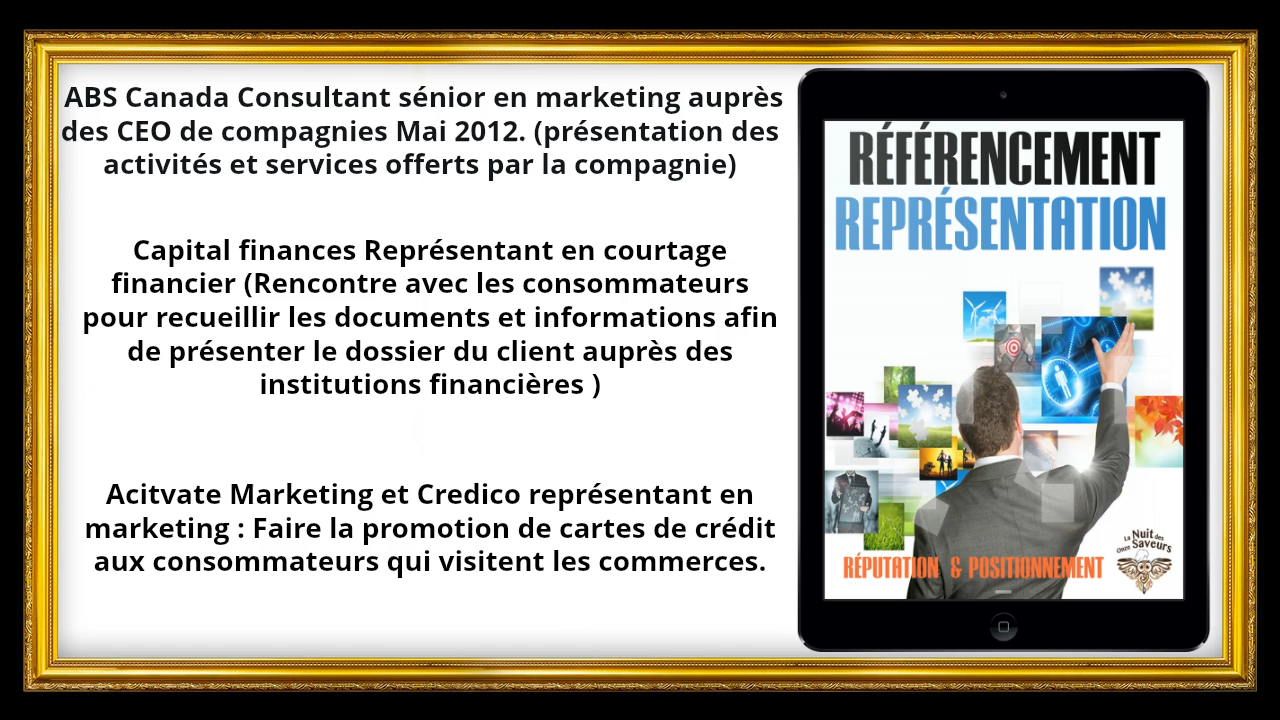 ABS Canada Consultant sénior en marketing auprès
des CEO de compagnies Mai 2012. (présentation des
activités et services offerts par la compagnie)
Capital finances Représentant en courtage
financier (Rencontre avec les consommateurs
pour recueillir les documents et informations afin
de présenter le dossier du client auprès des
institutions financières )
Acitvate Marketing et Credico représentant en
marketing : Faire la promotion de cartes de crédit
aux consommateurs qui visitent les commerces.
RÉFÉRENCEMENT
REPRÉSENTATION
La Nuit des
Onze Saveurs
RÉPUTATION & POSITIONNEMENT